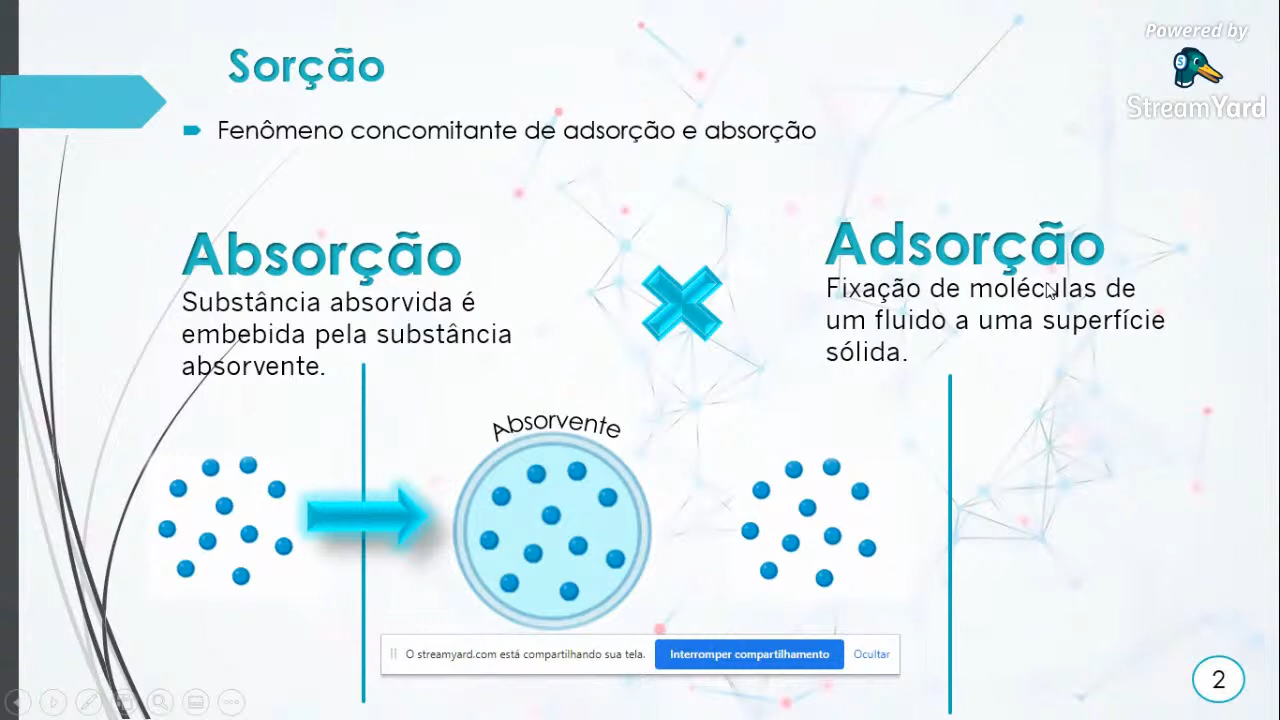 Powered by
StreamYard
Sorção
Fenômeno concomitante de adsorção e absorção
Absorção
Substância absorvida é
embebida pela substância
absorvente.
Adsorção
Fixação de moléculas de
um fluido a uma superfície
sólida.
Absorvente
O streamyard.com está compartilhando sua tela.
Interromper compartilhamento
Ocultar
2